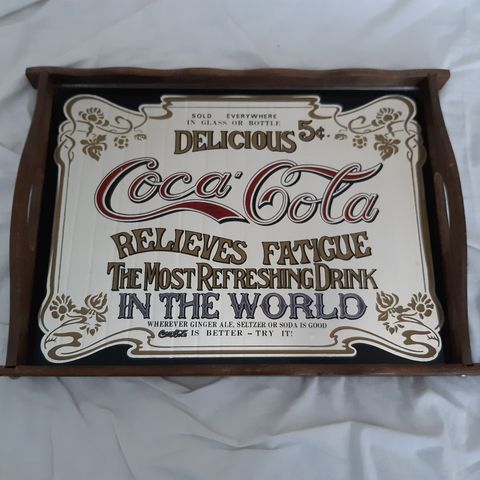 SOLD EVERYWHERE
IN GLASS OR BOTTLE
DELICIOUS 5¢.
Coca-Cola
RELIEVES FATIGUE
THE MOST REFRESHING DRINK
IN THE WORLD
WHEREVER GINGER ALE, SELTZER OR SODA IS GOOD
Coca-Cola IS BETTER - TRY IT!